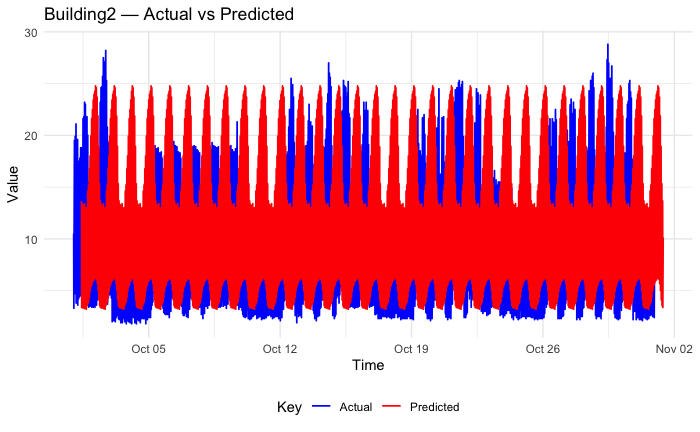 Building2 — Actual vs Predicted
30
20
10
Value
Oct 05 Oct 12 Oct 19 Oct 26 Nov 02
Time
Key Actual Predicted